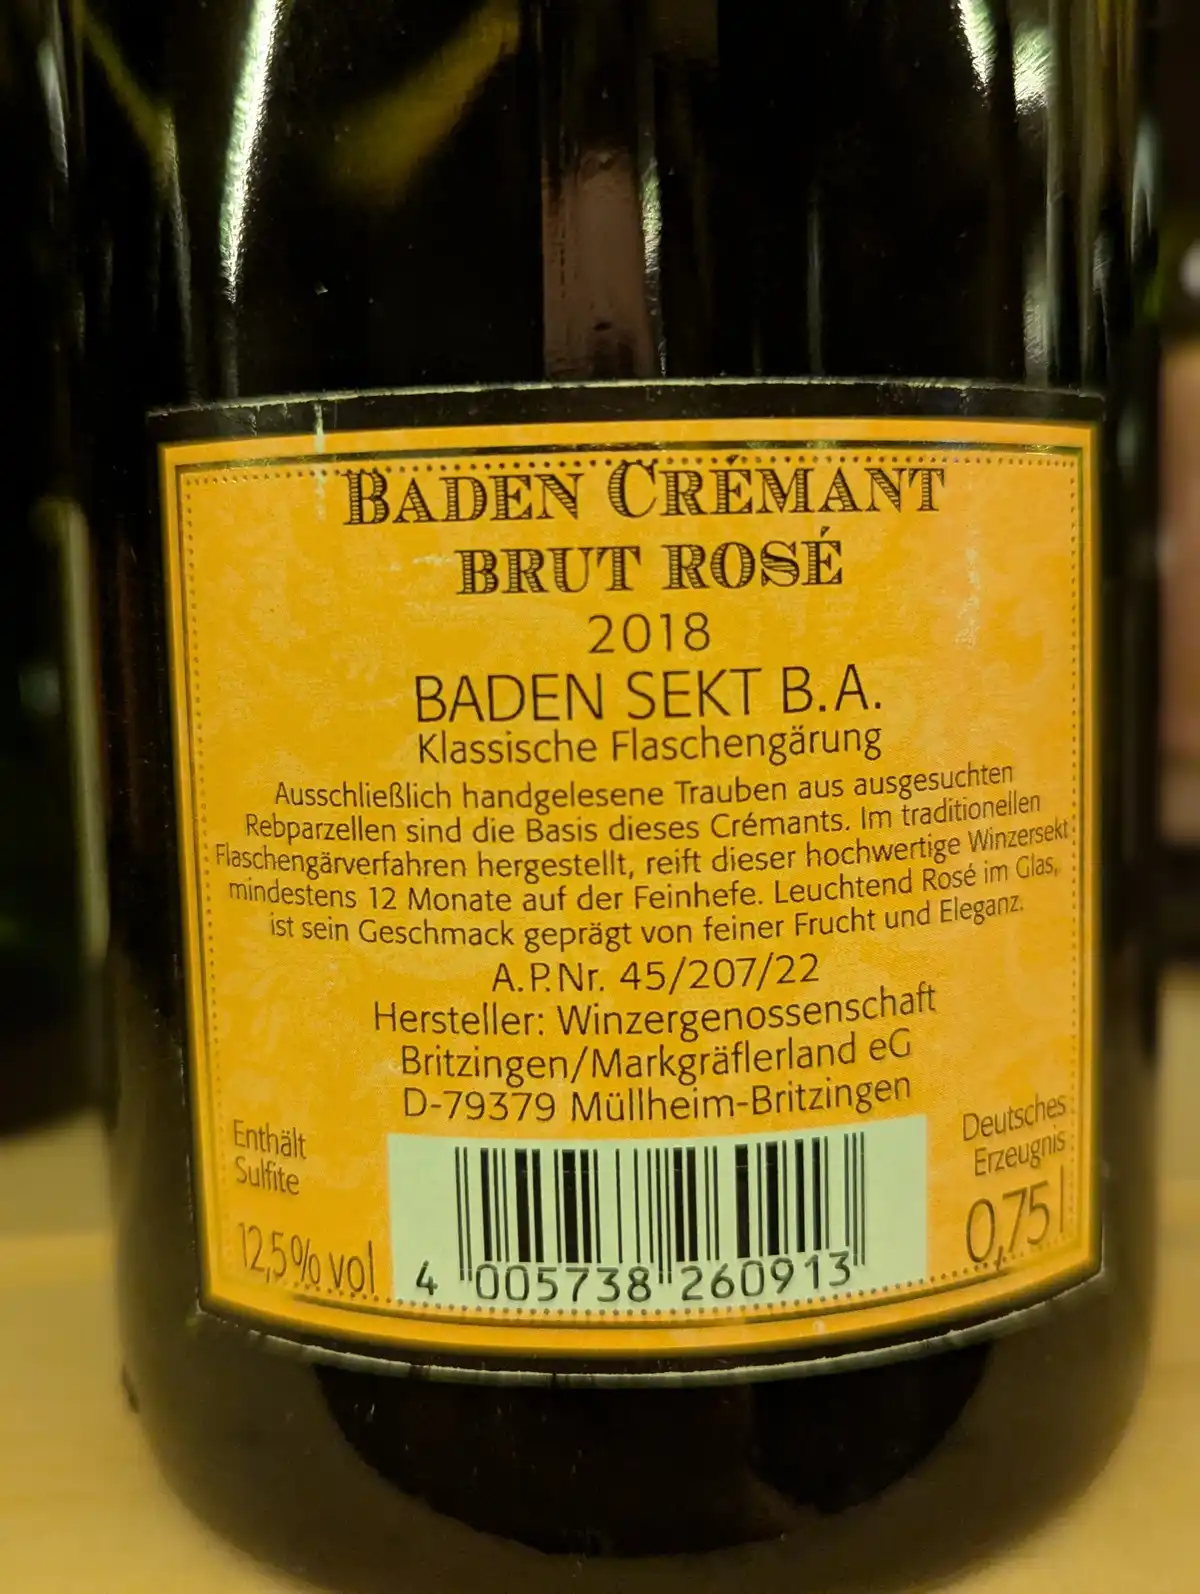 BADEN CRÉMANT
BRUT ROSÉ
2018
BADEN SEKT B.A.
Klassische Flaschengärung
Ausschließlich handgelesene Trauben aus ausgesuchten
Rebparzellen sind die Basis dieses Crémants. Im traditionellen
Flaschengärverfahren hergestellt, reift dieser hochwertige Winzersekt
mindestens 12 Monate auf der Feinhefe. Leuchtend Rosé im Glas,
ist sein Geschmack geprägt von feiner Frucht und Eleganz.
A.P.Nr. 45/207/22
Hersteller: Winzergenossenschaft
Britzingen/Markgräflerland eG
D-79379 Müllheim-Britzingen
Enthält
Sulfite
12,5% vol
4 005738 260913
Deutsches
Erzeugnis
0,75 l